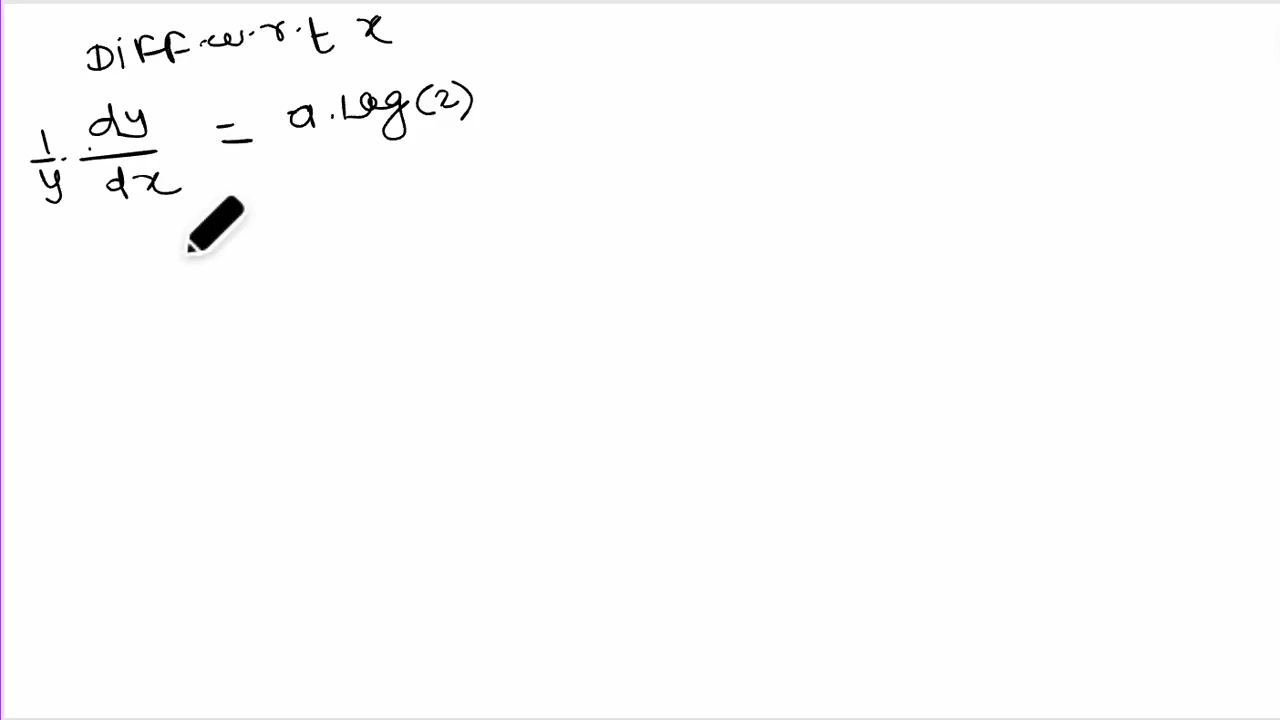 Diff.w.r.t x
1/y . dy/dx = a.log(2)